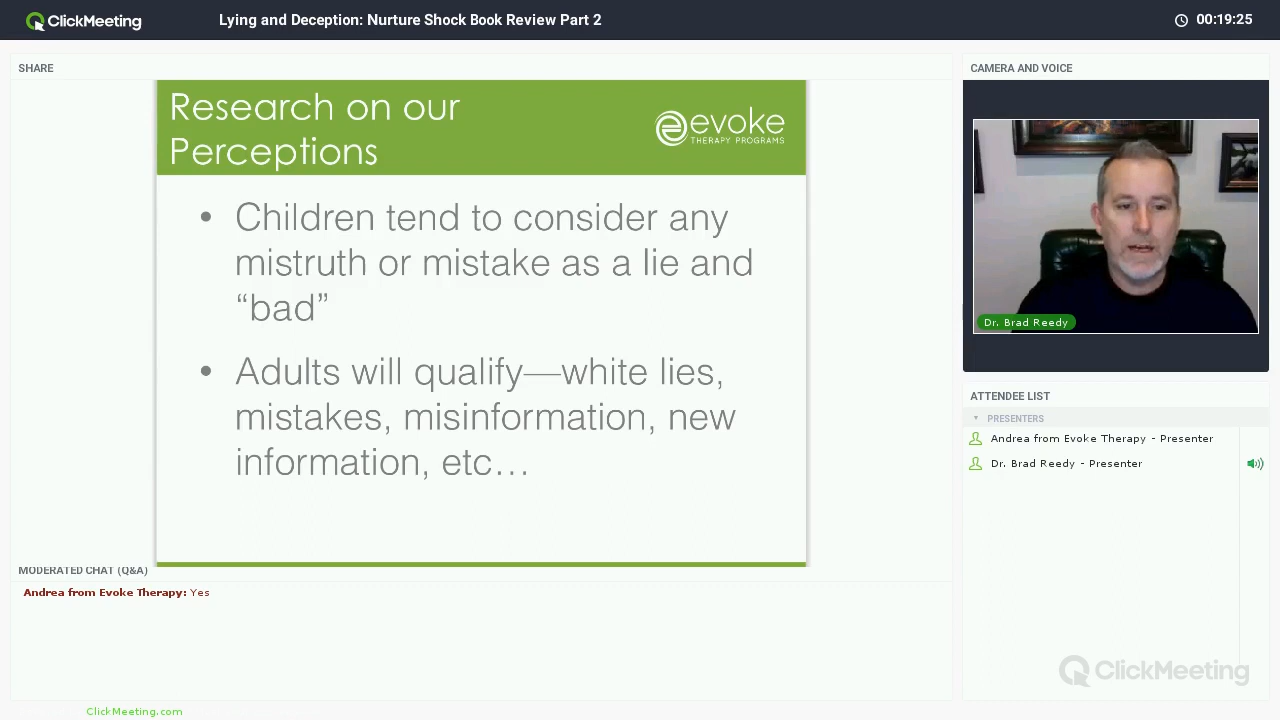 ClickMeeting
Lying and Deception: Nurture Shock Book Review Part 2
00:19:25
SHARE
Research on our
Perceptions
evoke
THERAPY PROGRAMS
• Children tend to consider any
mistruth or mistake as a lie and
“bad”
• Adults will qualify—white lies,
mistakes, misinformation, new
information, etc…
MODERATED CHAT (Q&A)
Andrea from Evoke Therapy: Yes
ClickMeeting.com
CAMERA AND VOICE
Dr. Brad Reedy
ATTENDEE LIST
PRESENTERS
Andrea from Evoke Therapy - Presenter
Dr. Brad Reedy - Presenter
ClickMeeting